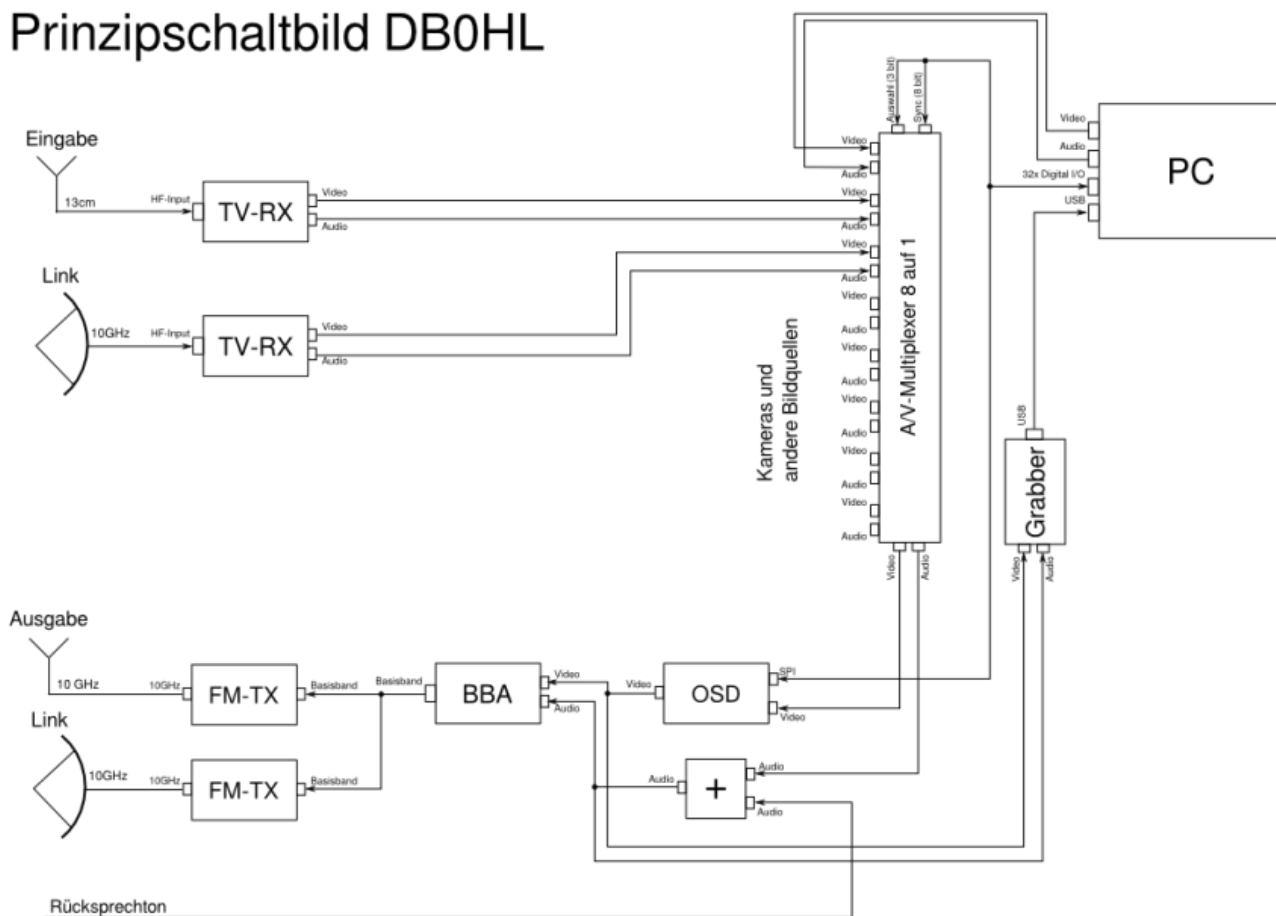 Prinzipschaltbild DB0HL
Eingabe
13cm
HF-Input
TV-RX
Video
Audio
Link
10GHz
HF-Input
TV-RX
Video
Audio
Kameras und
andere Bildquellen
Auswahl (3 bit)
Sync (8 bit)
Video
Audio
Video
Audio
Video
Audio
Video
Audio
Video
Audio
Video
Audio
Video
Audio
Video
Audio
A/V-Multiplexer 8 auf 1
Video
Audio
Video
Audio
32x Digital I/O
USB
PC
USB
Grabber
Video
Audio
Ausgabe
10 GHz
10GHz
FM-TX
Basisband
Link
10GHz
10GHz
FM-TX
Basisband
Basisband
BBA
Video
Audio
Video
OSD
SPI
Video
Audio
+
Audio
Audio
Rücksprechton